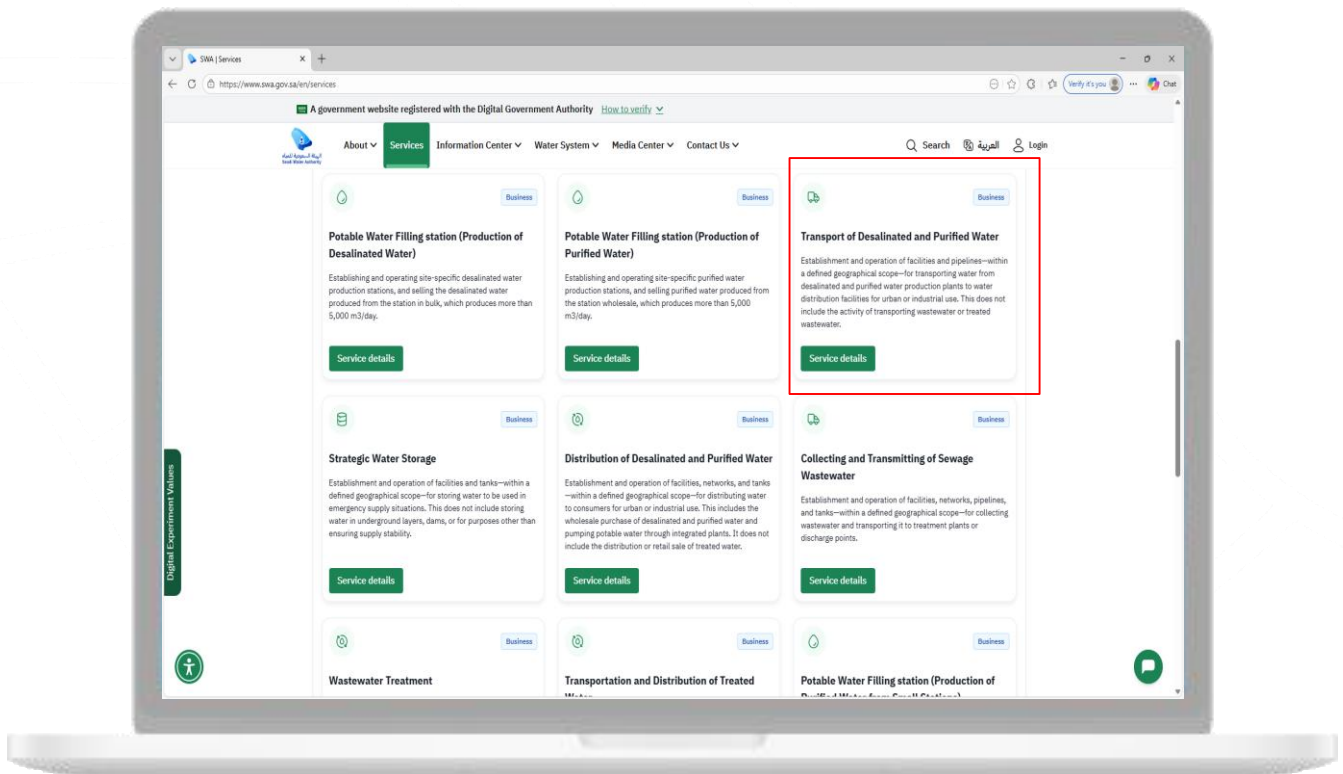 SWA | Services
https://www.swa.gov.sa/en/services
Verify it's you
Chat
A government website registered with the Digital Government Authority How to verify
الهيئة السعودية للمياه
Saudi Water Authority
About
Services
Information Center
Water System
Media Center
Contact Us
Search
العربية
Login
Business
Potable Water Filling station (Production of
Desalinated Water)
Establishing and operating site-specific desalinated water
production stations, and selling the desalinated water
produced from the station in bulk, which produces more than
5,000 m3/day.
Service details
Business
Potable Water Filling station (Production of
Purified Water)
Establishing and operating site-specific purified water
production stations, and selling purified water produced from
the station wholesale, which produces more than 5,000
m3/day.
Service details
Business
Transport of Desalinated and Purified Water
Establishment and operation of facilities and pipelines—within
a defined geographical scope—for transporting water from
desalinated and purified water production plants to water
distribution facilities for urban or industrial use. This does not
include the activity of transporting wastewater or treated
wastewater.
Service details
Business
Strategic Water Storage
Establishment and operation of facilities and tanks—within a
defined geographical scope—for storing water to be used in
emergency supply situations. This does not include storing
water in underground layers, dams, or for purposes other than
ensuring supply stability.
Service details
Business
Distribution of Desalinated and Purified Water
Establishment and operation of facilities, networks, and tanks
—within a defined geographical scope—for distributing water
to consumers for urban or industrial use. This includes the
wholesale purchase of desalinated and purified water and
pumping potable water through integrated plants. It does not
include the distribution or retail sale of treated water.
Service details
Business
Collecting and Transmitting of Sewage
Wastewater
Establishment and operation of facilities, networks, pipelines,
and tanks—within a defined geographical scope—for collecting
wastewater and transporting it to treatment plants or
discharge points.
Service details
Digital Experiment Values
Business
Wastewater Treatment
Business
Transportation and Distribution of Treated
Water
Business
Potable Water Filling station (Production of
Purified Water from Small Stations)